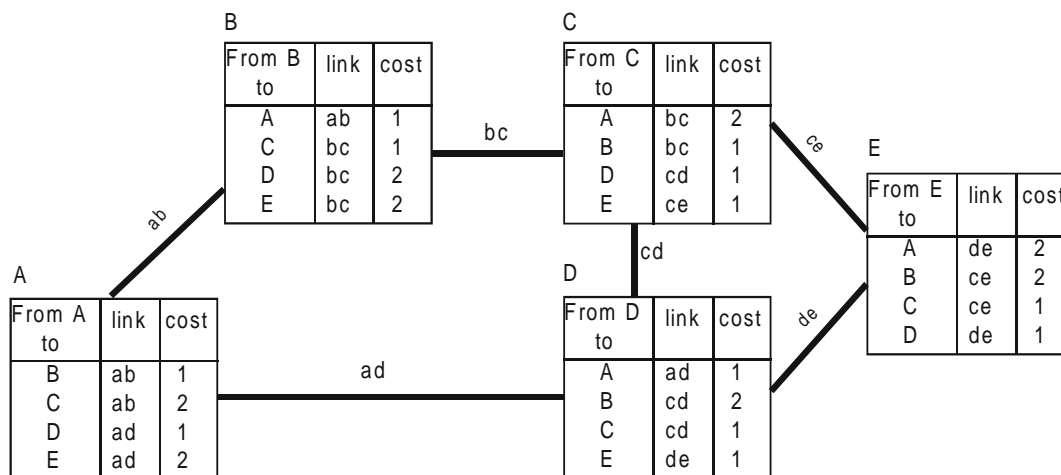 B
From B to link cost
A ab 1
C bc 1
D bc 2
E bc 2
bc
C
From C to link cost
A bc 2
B bc 1
D cd 1
E ce 1
ce
E
From E to link cost
A de 2
B ce 2
C ce 1
D de 1
ab
cd
A
From A to link cost
B ab 1
C ab 2
D ad 1
E ad 2
ad
D
From D to link cost
A ad 1
B cd 2
C cd 1
E de 1
de